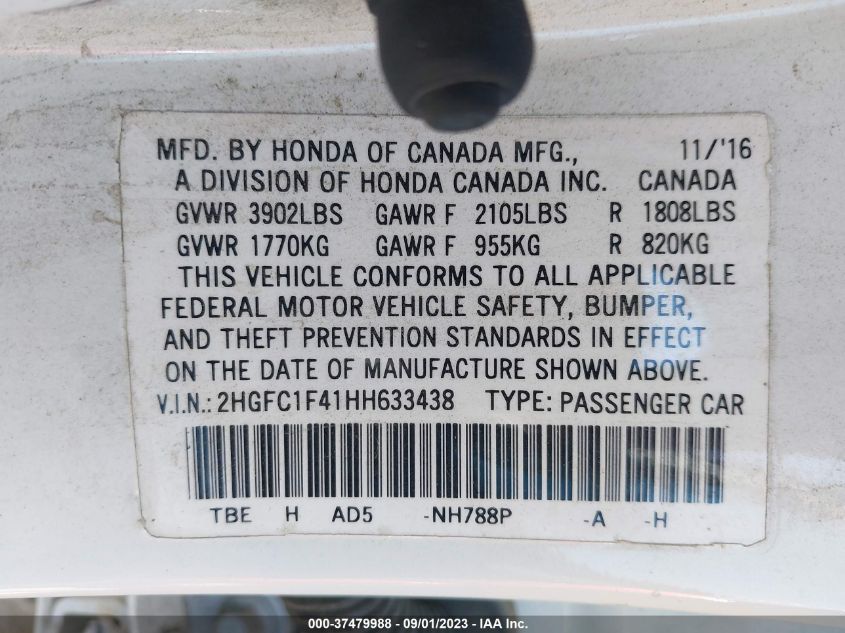 MFD. BY HONDA OF CANADA MFG., 11/'16
A DIVISION OF HONDA CANADA INC. CANADA
GVWR 3902LBS GAWR F 2105LBS R 1808LBS
GVWR 1770KG GAWR F 955KG R 820KG
THIS VEHICLE CONFORMS TO ALL APPLICABLE
FEDERAL MOTOR VEHICLE SAFETY, BUMPER,
AND THEFT PREVENTION STANDARDS IN EFFECT
ON THE DATE OF MANUFACTURE SHOWN ABOVE.
V.I.N.: 2HGFC1F41HH633438 TYPE: PASSENGER CAR
TBE H AD5 -NH788P -A -H
000-37479988 - 09/01/2023 - IAA Inc.